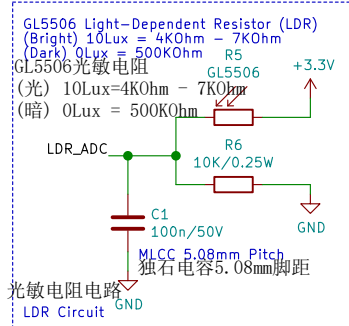 GL5506 Light-Dependent Resistor (LDR)
(Bright) 10Lux = 4KOhm - 7KOhm
(Dark) 0Lux = 500KOhm
GL5506光敏电阻
(光) 10Lux=4KOhm - 7KOhm
(暗) 0Lux = 500KOhm
R5
GL5506
+3.3V
LDR_ADC
R6
10K/0.25W
GND
C1
100n/50V
MLCC 5.08mm Pitch
独石电容5.08mm脚距
GND
光敏电阻电路
LDR Circuit